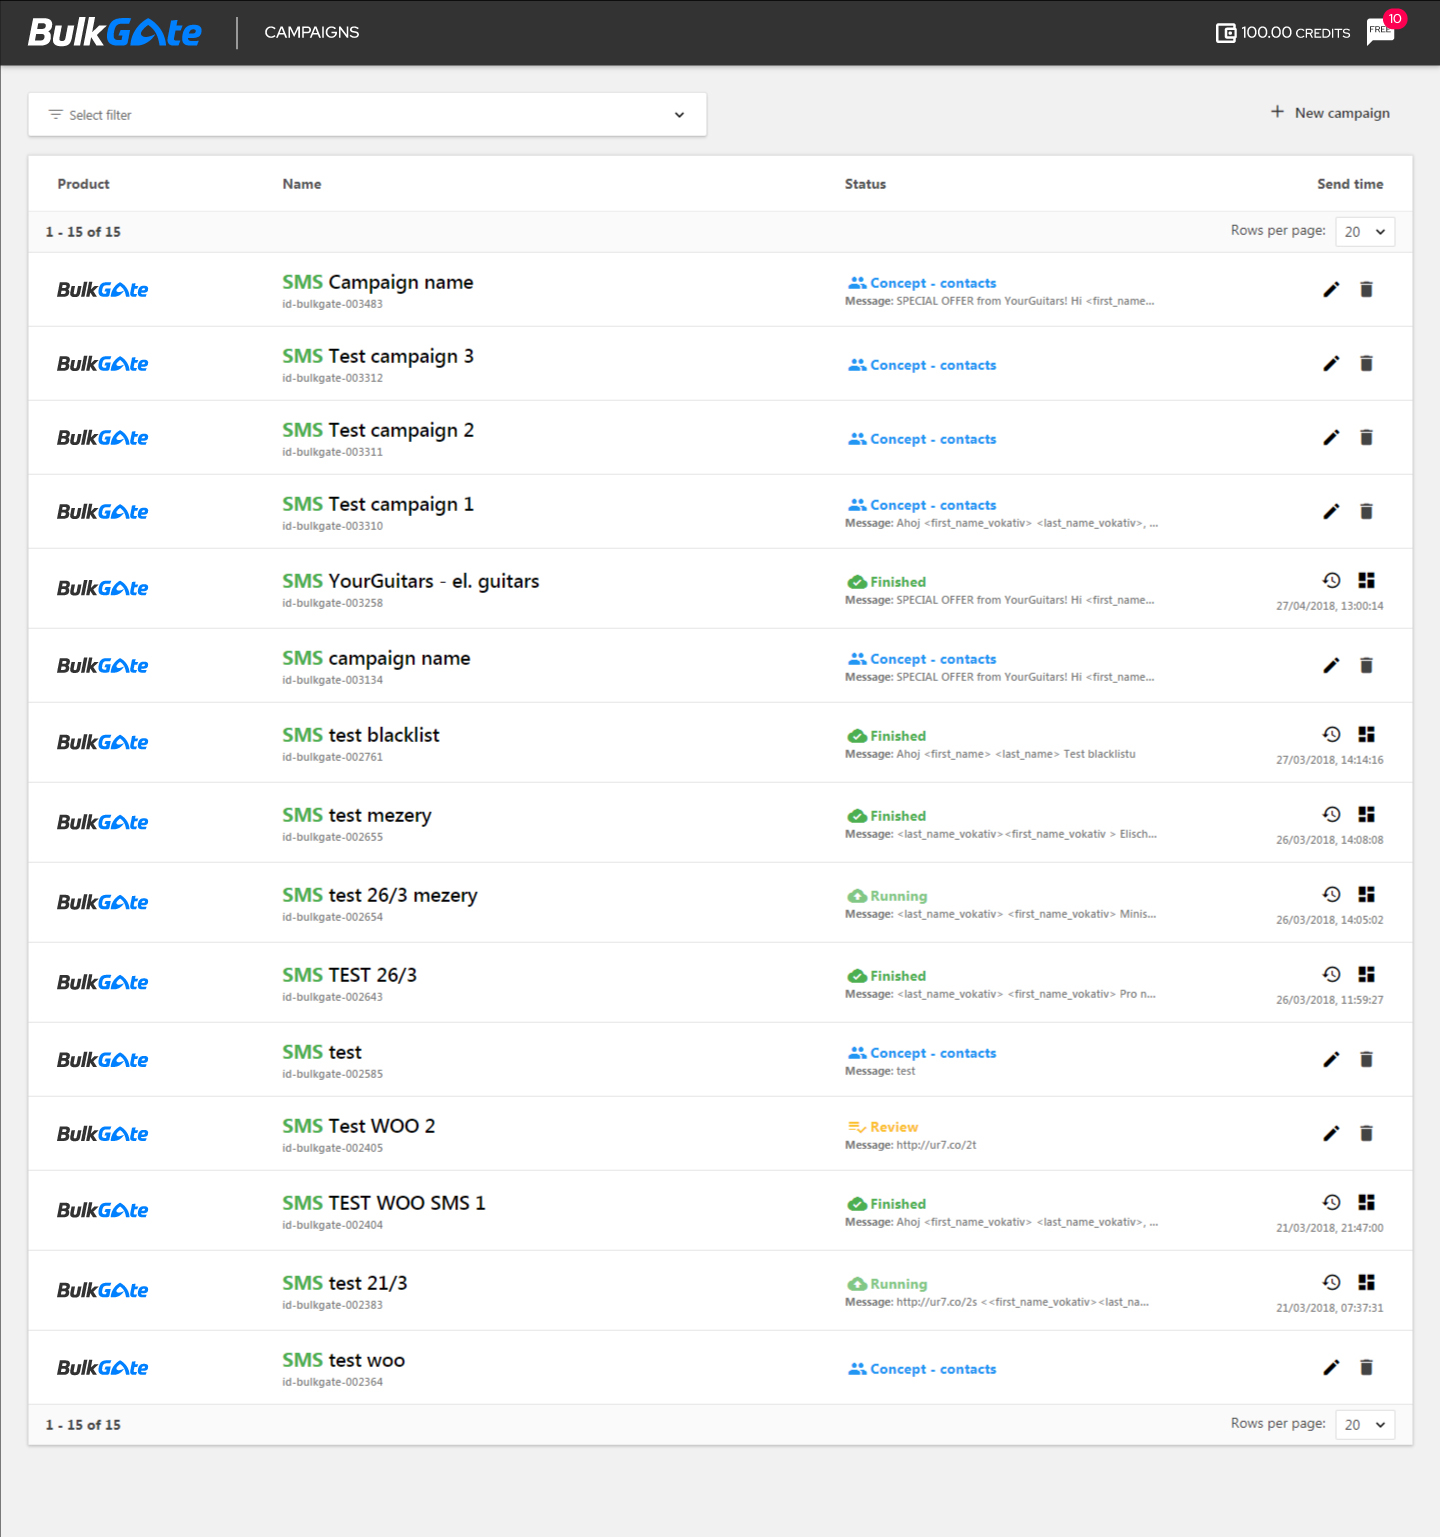 BulkGate CAMPAIGNS 100.00 CREDITS FREE 10
Select filter
New campaign
Product Name Status Send time
1 - 15 of 15 Rows per page: 20
BulkGate SMS Campaign name Concept - contacts
id-bulkgate-003483 Message: SPECIAL OFFER from YourGuitars! Hi <first_name...
BulkGate SMS Test campaign 3 Concept - contacts
id-bulkgate-003312
BulkGate SMS Test campaign 2 Concept - contacts
id-bulkgate-003311
BulkGate SMS Test campaign 1 Concept - contacts
id-bulkgate-003310 Message: Ahoj <first_name_vokativ> <last_name_vokativ>, ...
BulkGate SMS YourGuitars - el. guitars Finished
id-bulkgate-003258 Message: SPECIAL OFFER from YourGuitars! Hi <first_name... 27/04/2018, 13:00:14
BulkGate SMS campaign name Concept - contacts
id-bulkgate-003134 Message: SPECIAL OFFER from YourGuitars! Hi <first_name...
BulkGate SMS test blacklist Finished
id-bulkgate-002761 Message: Ahoj <first_name> <last_name> Test blacklistu 27/03/2018, 14:14:16
BulkGate SMS test mezery Finished
id-bulkgate-002655 Message: <last_name_vokativ><first_name_vokativ > Elisch... 26/03/2018, 14:08:08
BulkGate SMS test 26/3 mezery Running
id-bulkgate-002654 Message: <last_name_vokativ> <first_name_vokativ> Minis... 26/03/2018, 14:05:02
BulkGate SMS TEST 26/3 Finished
id-bulkgate-002643 Message: <last_name_vokativ> <first_name_vokativ> Pro n... 26/03/2018, 11:59:27
BulkGate SMS test Concept - contacts
id-bulkgate-002585 Message: test
BulkGate SMS Test WOO 2 Review
id-bulkgate-002405 Message: http://ur7.co/2t
BulkGate SMS TEST WOO SMS 1 Finished
id-bulkgate-002404 Message: Ahoj <first_name_vokativ> <last_name_vokativ>, ... 21/03/2018, 21:47:00
BulkGate SMS test 21/3 Running
id-bulkgate-002383 Message: http://ur7.co/2s <<first_name_vokativ><last_na... 21/03/2018, 07:37:31
BulkGate SMS test woo Concept - contacts
id-bulkgate-002364
1 - 15 of 15 Rows per page: 20